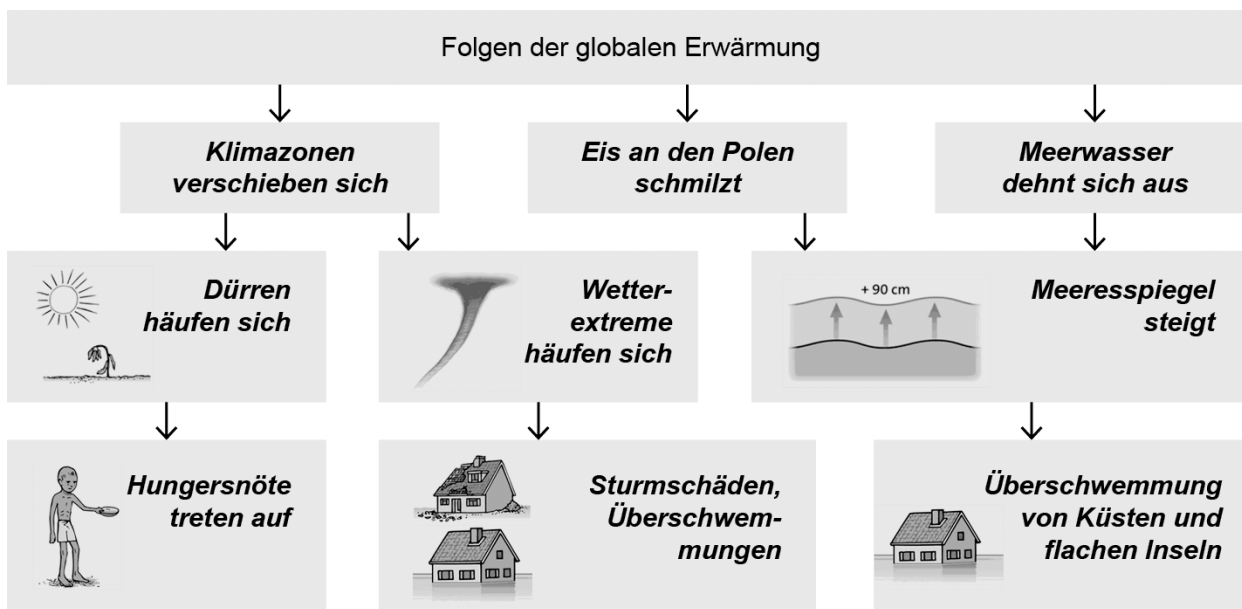 Folgen der globalen Erwärmung
Klimazonen
verschieben sich
Eis an den Polen
schmilzt
Meerwasser
dehnt sich aus
Dürren
häufen sich
Wetter-
extreme
häufen sich
+ 90 cm
Meeresspiegel
steigt
Hungersnöte
treten auf
Sturmschäden,
Überschwem-
mungen
Überschwemmung
von Küsten und
flachen Inseln